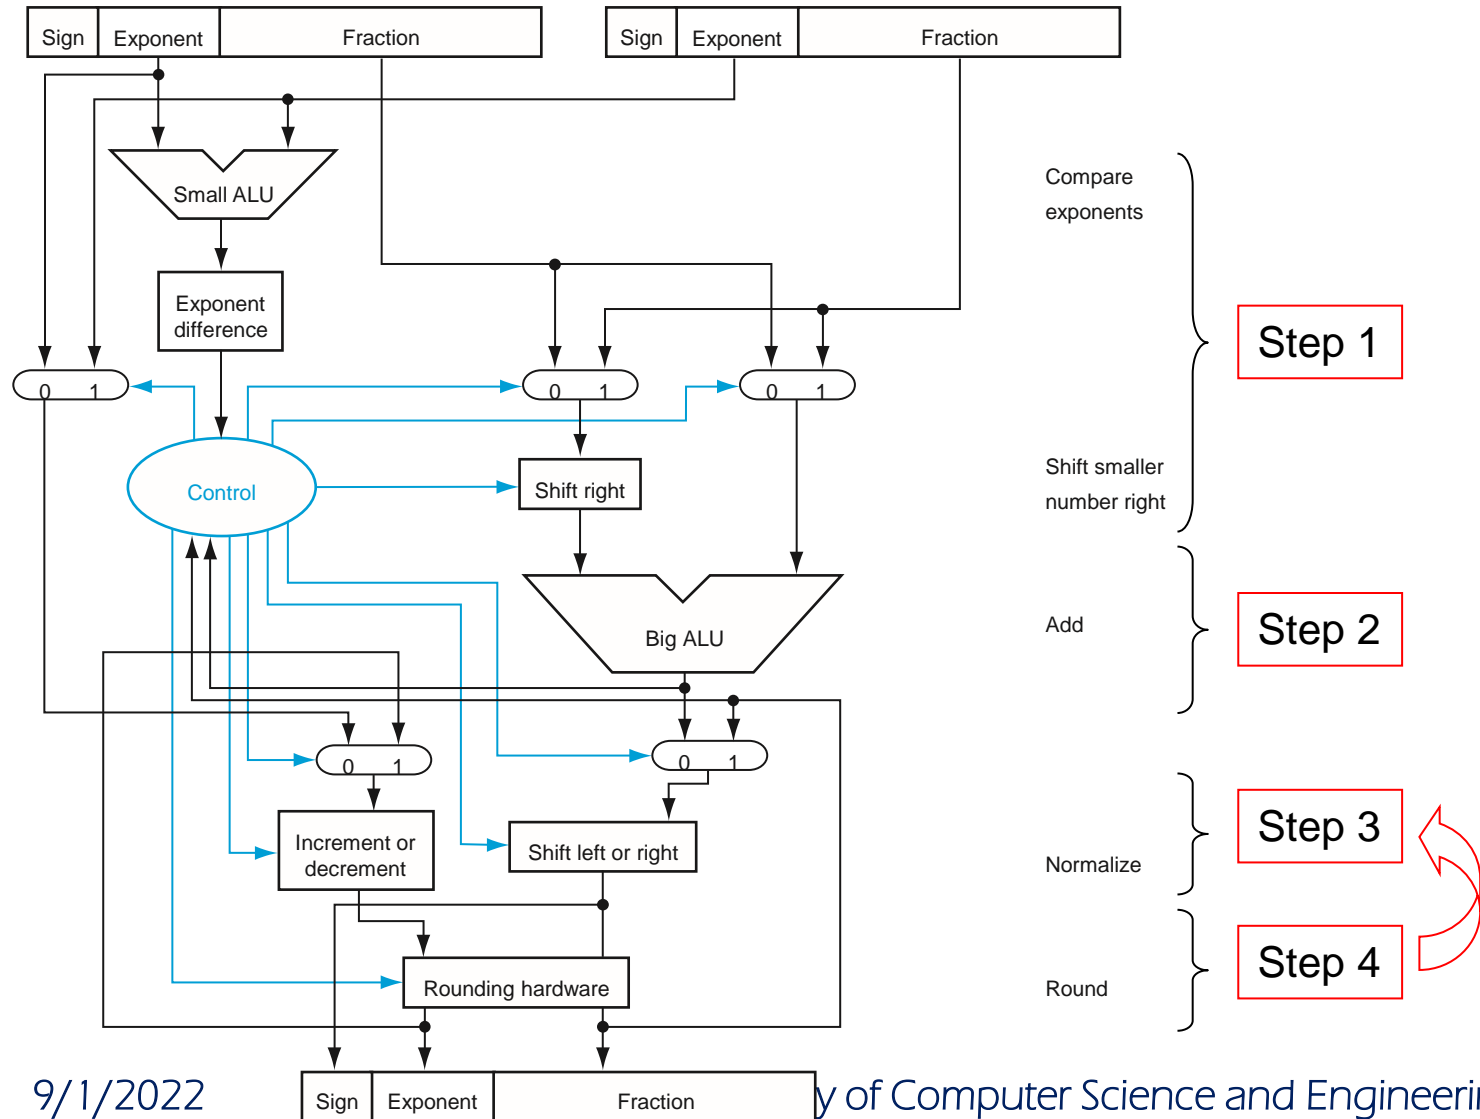 Sign Exponent Fraction
Sign Exponent Fraction
Small ALU
Compare
exponents
Exponent
difference
Step 1
0 1
0 1
0 1
Control
Shift right
Shift smaller
number right
Big ALU
Add
Step 2
0 1
0 1
Increment or
decrement
Shift left or right
Normalize
Step 3
Rounding hardware
Round
Step 4
Sign Exponent Fraction
9/1/2022
of Computer Science and